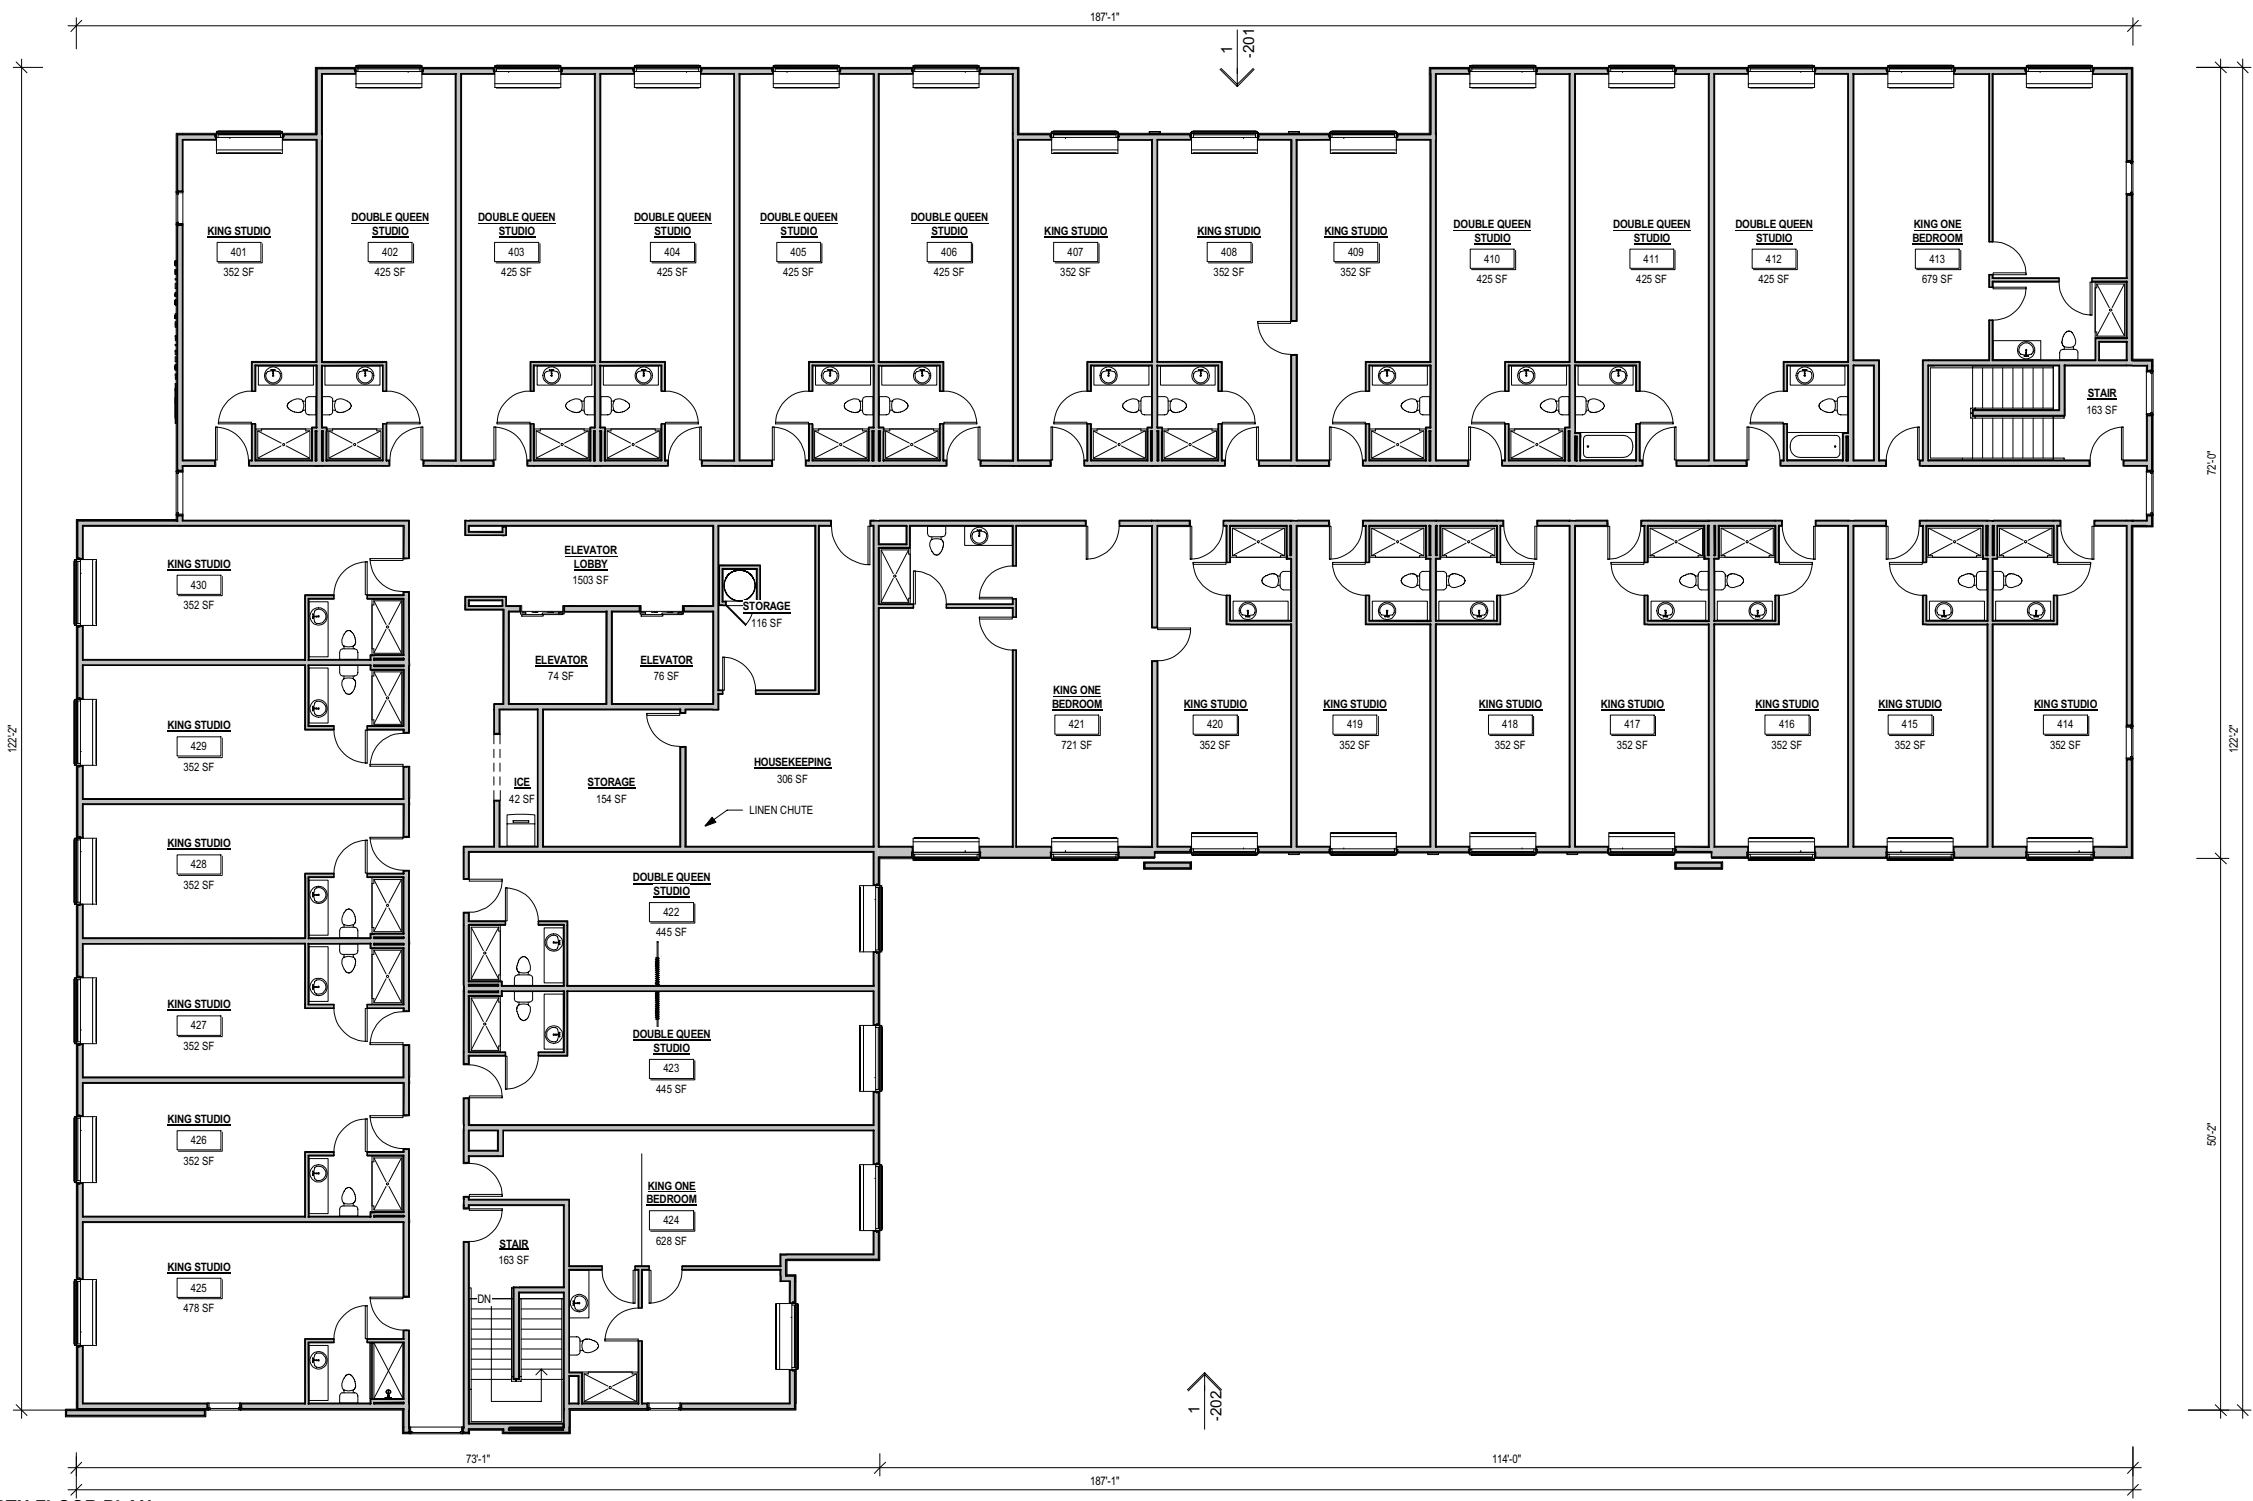 187'-1"
1
-201
KING STUDIO
401
352 SF
DOUBLE QUEEN
STUDIO
402
425 SF
DOUBLE QUEEN
STUDIO
403
425 SF
DOUBLE QUEEN
STUDIO
404
425 SF
DOUBLE QUEEN
STUDIO
405
425 SF
DOUBLE QUEEN
STUDIO
406
425 SF
KING STUDIO
407
352 SF
KING STUDIO
408
352 SF
KING STUDIO
409
352 SF
DOUBLE QUEEN
STUDIO
410
425 SF
DOUBLE QUEEN
STUDIO
411
425 SF
DOUBLE QUEEN
STUDIO
412
425 SF
KING ONE
BEDROOM
413
679 SF
STAIR
163 SF
72'-0"
122'-2"
122'-2"
50'-2"
KING STUDIO
430
352 SF
ELEVATOR
LOBBY
1503 SF
STORAGE
116 SF
ELEVATOR
74 SF
ELEVATOR
76 SF
KING STUDIO
429
352 SF
ICE
42 SF
STORAGE
154 SF
HOUSEKEEPING
306 SF
LINEN CHUTE
KING ONE
BEDROOM
421
721 SF
KING STUDIO
420
352 SF
KING STUDIO
419
352 SF
KING STUDIO
418
352 SF
KING STUDIO
417
352 SF
KING STUDIO
416
352 SF
KING STUDIO
415
352 SF
KING STUDIO
414
352 SF
KING STUDIO
428
352 SF
DOUBLE QUEEN
STUDIO
422
445 SF
KING STUDIO
427
352 SF
DOUBLE QUEEN
STUDIO
423
445 SF
KING STUDIO
426
352 SF
KING ONE
BEDROOM
424
628 SF
STAIR
163 SF
DN
KING STUDIO
425
478 SF
1
-202
73'-1"
114'-0"
187'-1"